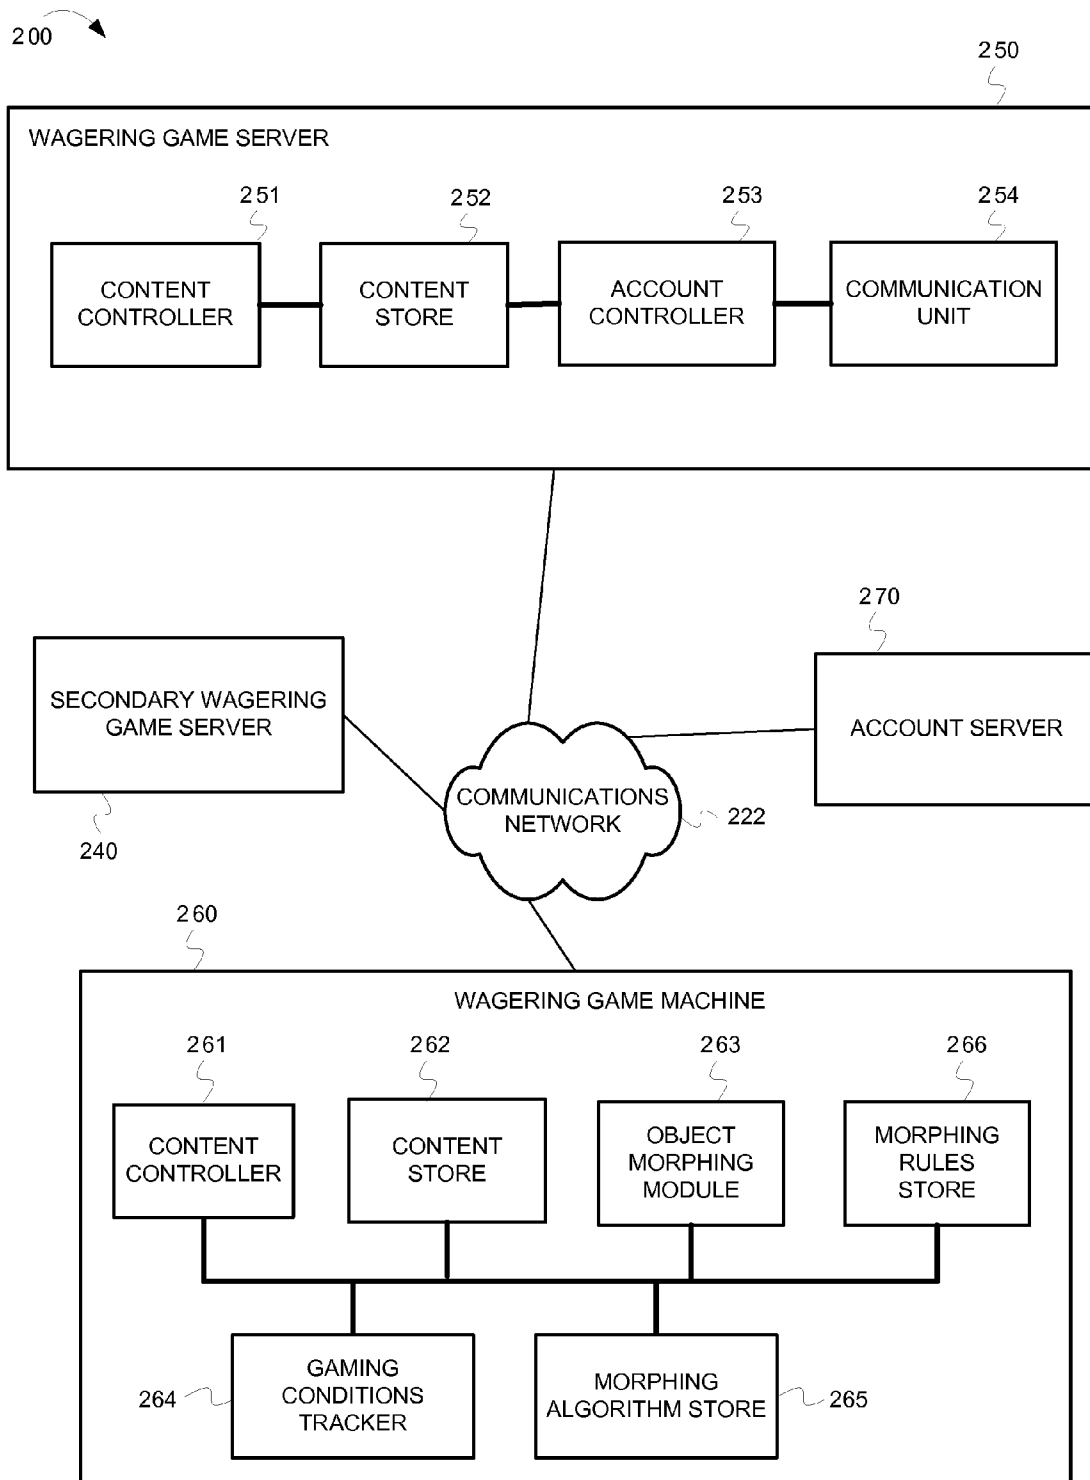 200
250
WAGERING GAME SERVER
251
252
253
254
CONTENT
CONTROLLER
CONTENT
STORE
ACCOUNT
CONTROLLER
COMMUNICATION
UNIT
270
SECONDARY WAGERING
GAME SERVER
ACCOUNT SERVER
COMMUNICATIONS
NETWORK
222
240
260
WAGERING GAME MACHINE
261
262
263
266
CONTENT
CONTROLLER
CONTENT
STORE
OBJECT
MORPHING
MODULE
MORPHING
RULES
STORE
264
GAMING
CONDITIONS
TRACKER
MORPHING
ALGORITHM STORE
265